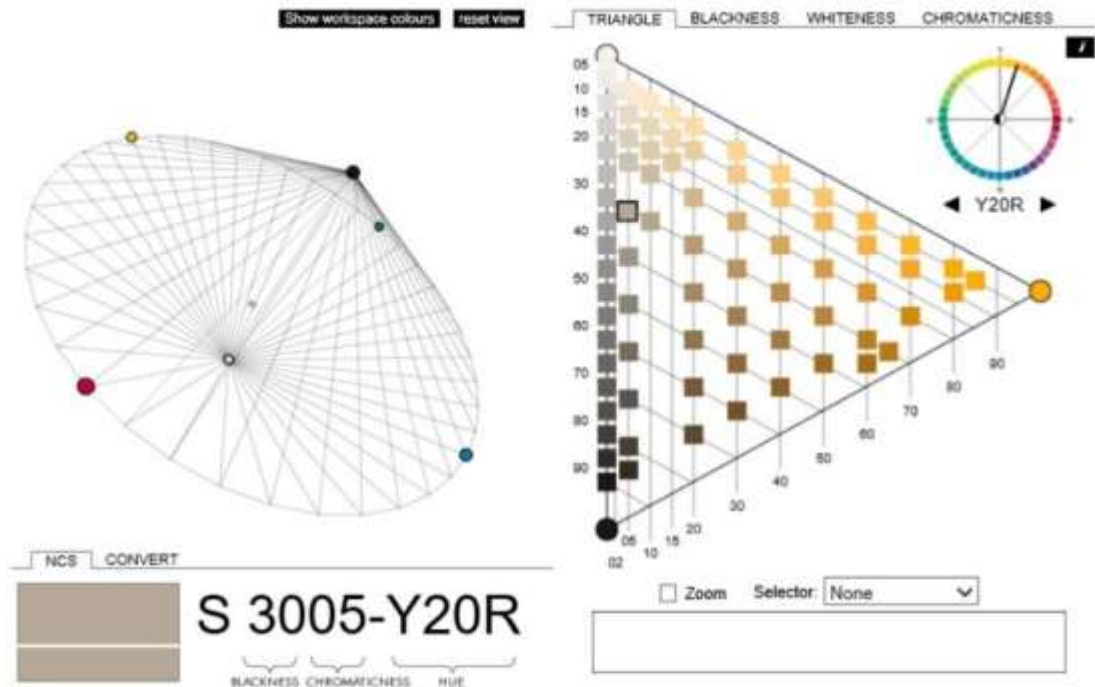 Show workspace colours reset view
TRIANGLE BLACKNESS WHITENESS CHROMATICNESS
i
Y
R
B
G
Y20R
05
10
15
20
30
40
50
60
70
80
90
90
80
70
60
50
40
30
20
15
10
05
02
NCS CONVERT
S 3005-Y20R
BLACKNESS CHROMATICNESS HUE
Zoom Selector: None